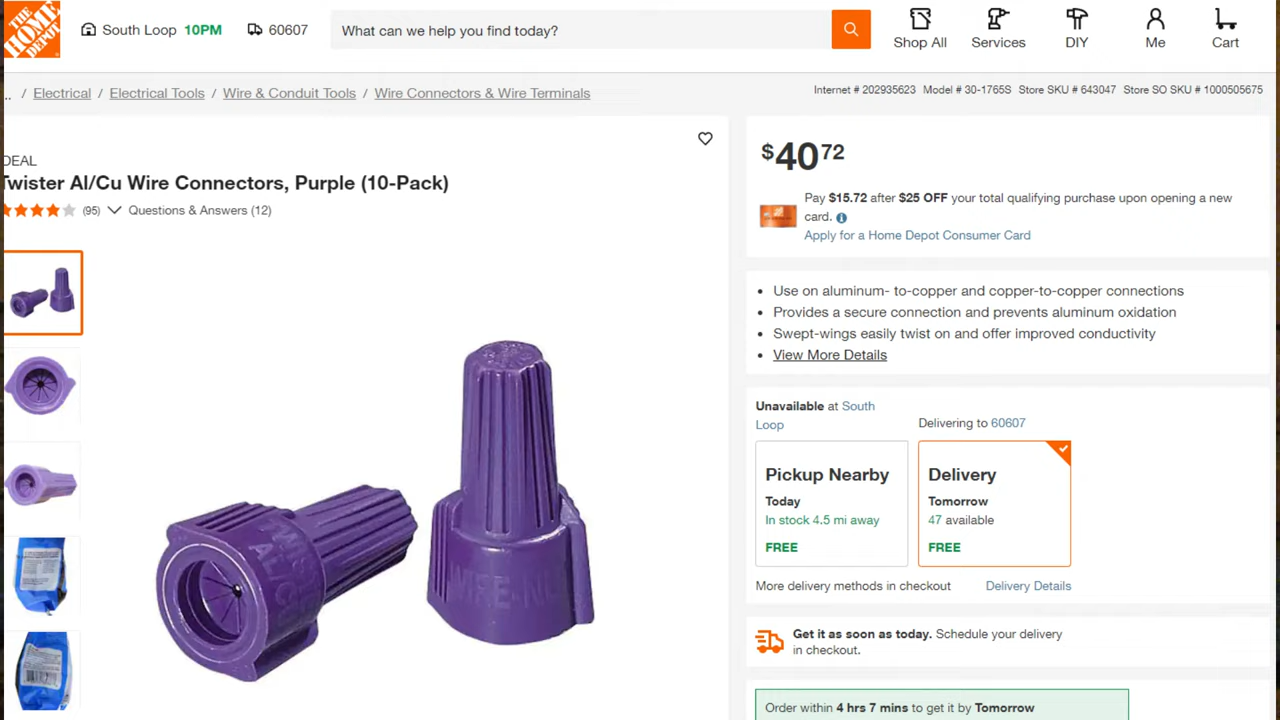 THE HOME DEPOT
South Loop 10PM
60607
What can we help you find today?
Shop All
Services
DIY
Me
Cart
.. / Electrical / Electrical Tools / Wire & Conduit Tools / Wire Connectors & Wire Terminals
Internet # 202935623 Model # 30-1765S Store SKU # 643047 Store SO SKU # 1000505675
DEAL
Twister Al/Cu Wire Connectors, Purple (10-Pack)
(95) Questions & Answers (12)
$40 72
Pay $15.72 after $25 OFF your total qualifying purchase upon opening a new
card.
Apply for a Home Depot Consumer Card
• Use on aluminum- to-copper and copper-to-copper connections
• Provides a secure connection and prevents aluminum oxidation
• Swept-wings easily twist on and offer improved conductivity
• View More Details
Unavailable at South
Loop
Delivering to 60607
Pickup Nearby
Today
In stock 4.5 mi away
FREE
Delivery
Tomorrow
47 available
FREE
More delivery methods in checkout
Delivery Details
Get it as soon as today. Schedule your delivery
in checkout.
Order within 4 hrs 7 mins to get it by Tomorrow